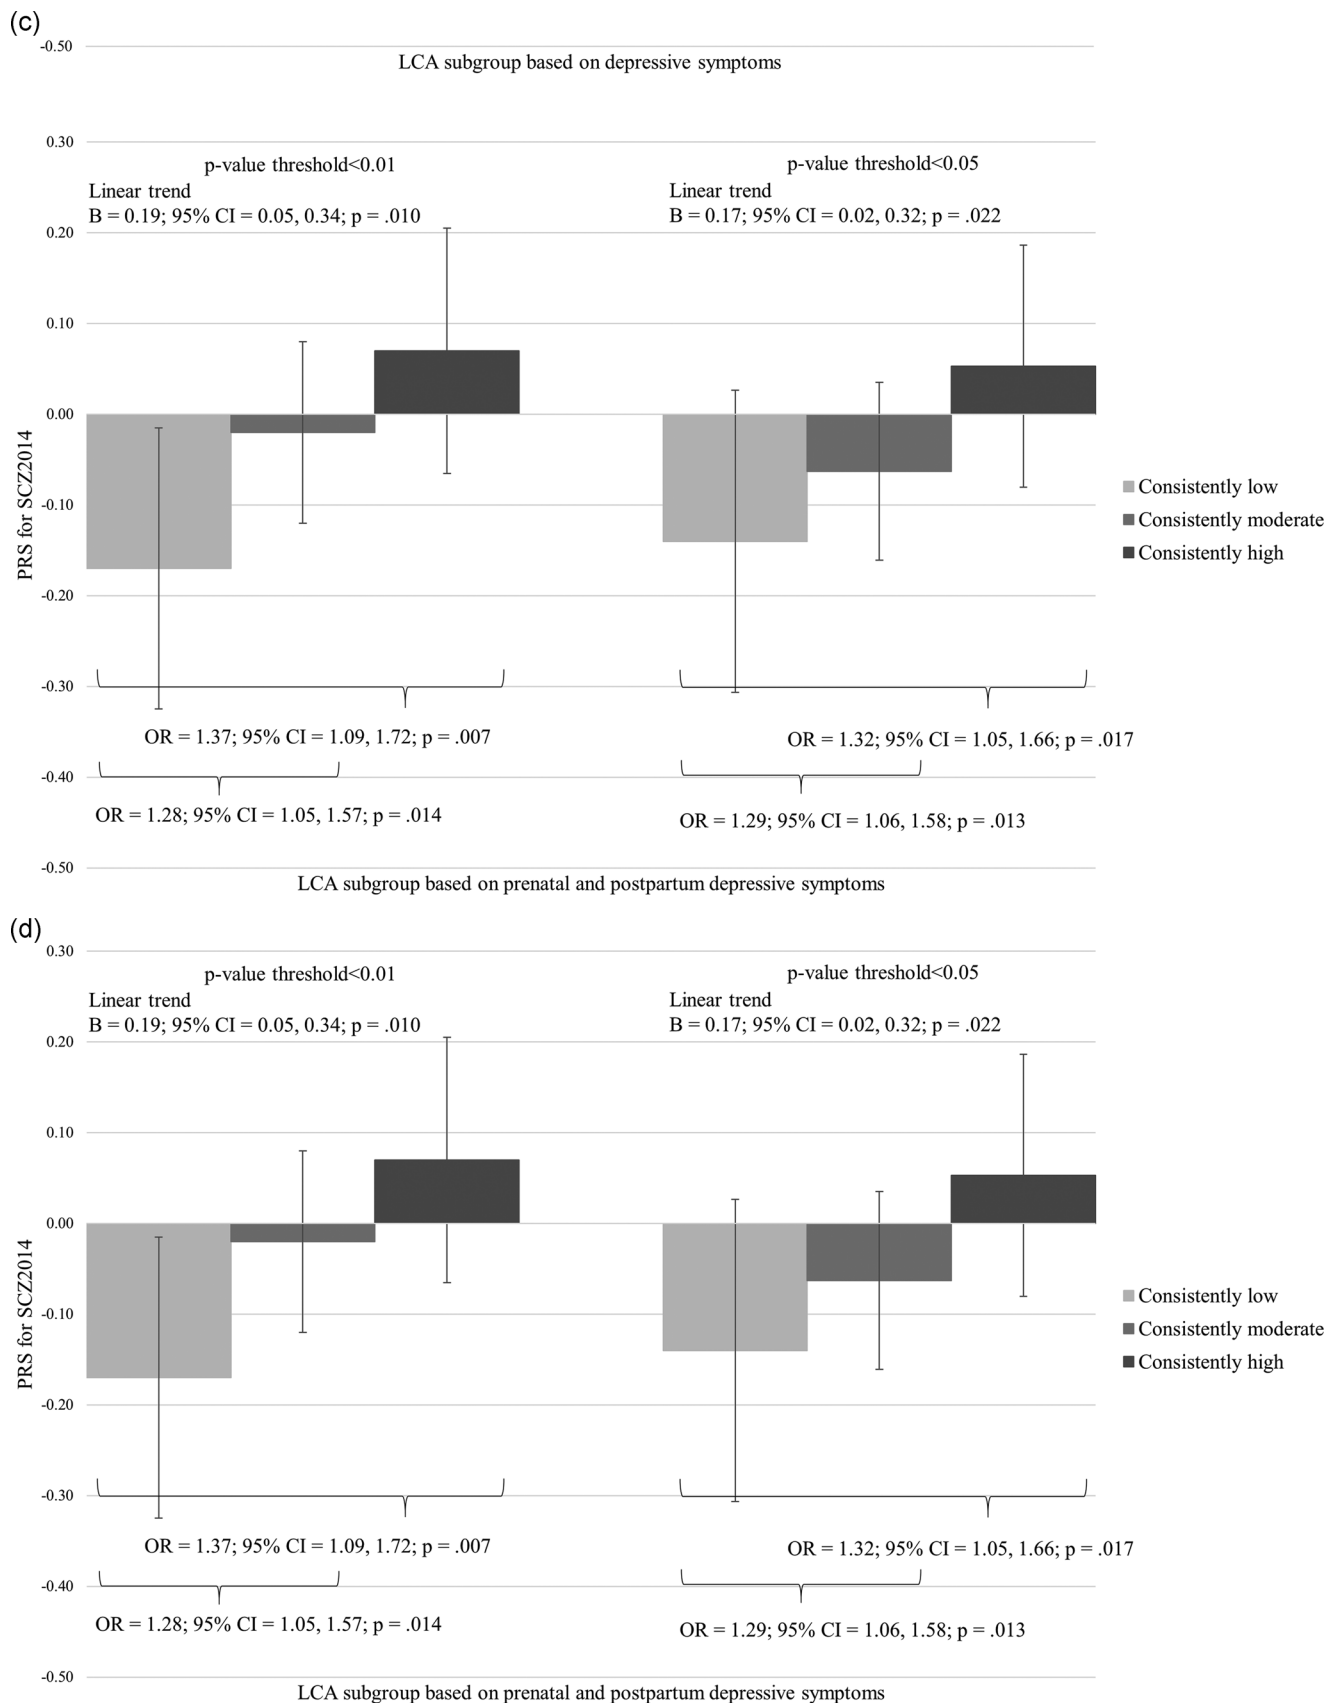 (c)
-0.50
LCA subgroup based on depressive symptoms
0.30
p-value threshold<0.01
p-value threshold<0.05
Linear trend
Linear trend
B = 0.19; 95% CI = 0.05, 0.34; p = .010
B = 0.17; 95% CI = 0.02, 0.32; p = .022
0.20
0.10
0.00
-0.10
-0.20
-0.30
-0.40
-0.50
PRS for SCZ2014
Consistently low
Consistently moderate
Consistently high
OR = 1.37; 95% CI = 1.09, 1.72; p = .007
OR = 1.32; 95% CI = 1.05, 1.66; p = .017
OR = 1.28; 95% CI = 1.05, 1.57; p = .014
OR = 1.29; 95% CI = 1.06, 1.58; p = .013
LCA subgroup based on prenatal and postpartum depressive symptoms
(d)
0.30
p-value threshold<0.01
p-value threshold<0.05
Linear trend
Linear trend
B = 0.19; 95% CI = 0.05, 0.34; p = .010
B = 0.17; 95% CI = 0.02, 0.32; p = .022
0.20
0.10
0.00
-0.10
-0.20
-0.30
-0.40
-0.50
PRS for SCZ2014
Consistently low
Consistently moderate
Consistently high
OR = 1.37; 95% CI = 1.09, 1.72; p = .007
OR = 1.32; 95% CI = 1.05, 1.66; p = .017
OR = 1.28; 95% CI = 1.05, 1.57; p = .014
OR = 1.29; 95% CI = 1.06, 1.58; p = .013
LCA subgroup based on prenatal and postpartum depressive symptoms